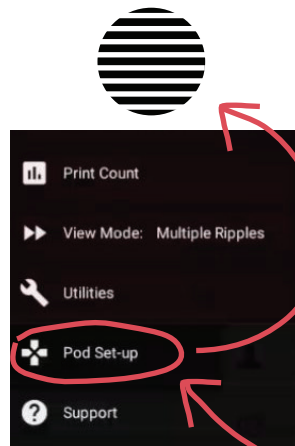 Print Count
View Mode: Multiple Ripples
Utilities
Pod Set-up
Support